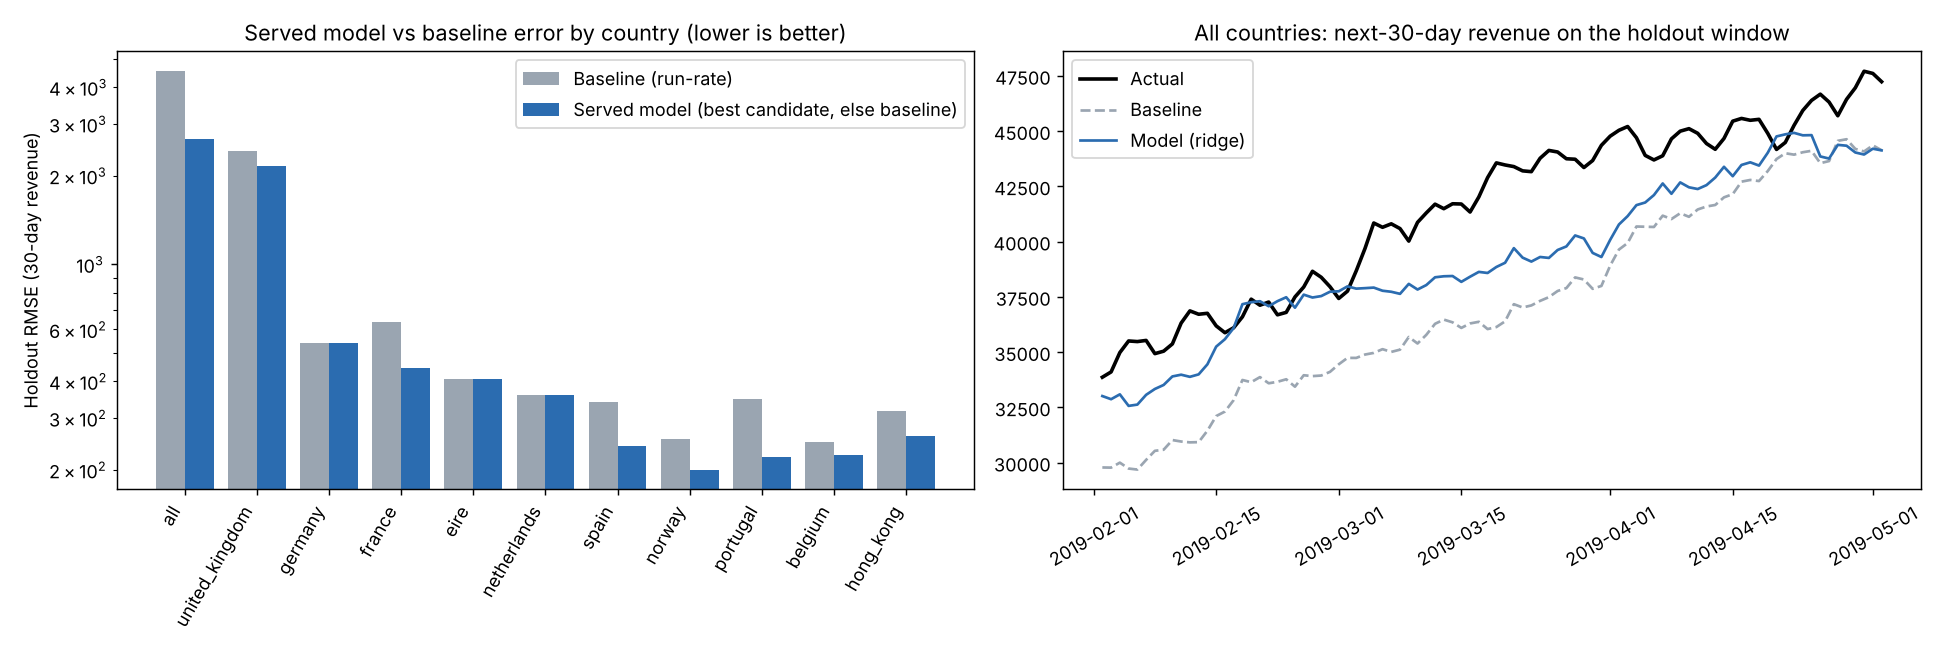 Served model vs baseline error by country (lower is better)
Holdout RMSE (30-day revenue)
4 × 10³
3 × 10³
2 × 10³
10³
6 × 10²
4 × 10²
3 × 10²
2 × 10²
Baseline (run-rate)
Served model (best candidate, else baseline)
all
united_kingdom
germany
france
eire
netherlands
spain
norway
portugal
belgium
hong_kong
All countries: next-30-day revenue on the holdout window
47500
45000
42500
40000
37500
35000
32500
30000
Actual
Baseline
Model (ridge)
2019-02-01
2019-02-15
2019-03-01
2019-03-15
2019-04-01
2019-04-15
2019-05-01